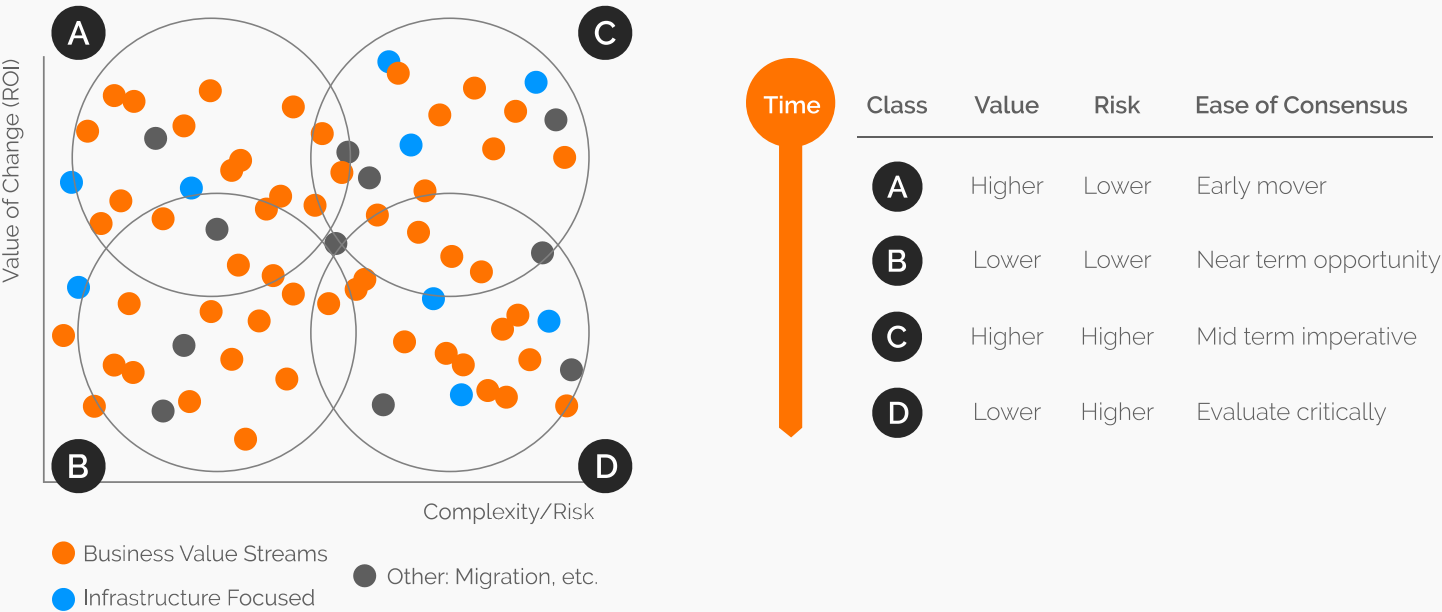 A
C
Value of Change (ROI)
B
D
Complexity/Risk
Business Value Streams
Other: Migration, etc.
Infrastructure Focused
Time
Class Value Risk Ease of Consensus
A Higher Lower Early mover
B Lower Lower Near term opportunity
C Higher Higher Mid term imperative
D Lower Higher Evaluate critically